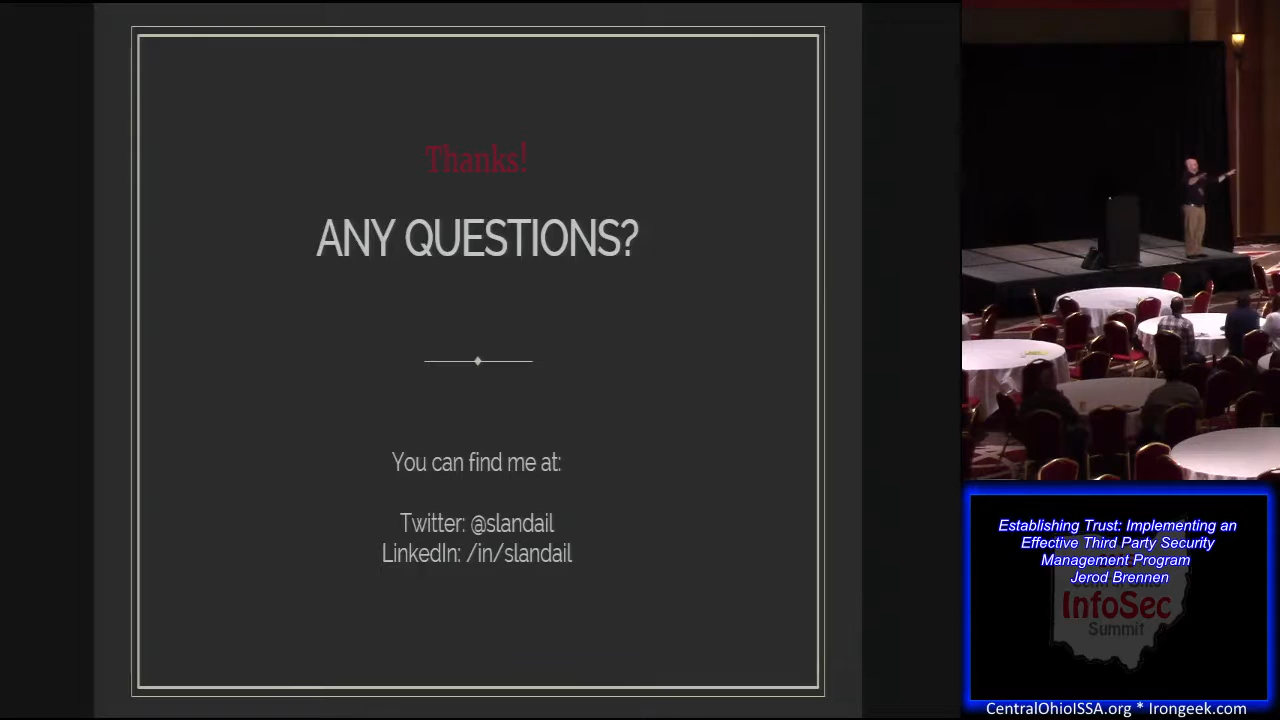 Thanks!
ANY QUESTIONS?
You can find me at:
Twitter: @slandail
LinkedIn: /in/slandail
Establishing Trust: Implementing an
Effective Third Party Security
Management Program
Jerod Brennen
InfoSec
Summit
CentralOhioISSA.org * Irongeek.com